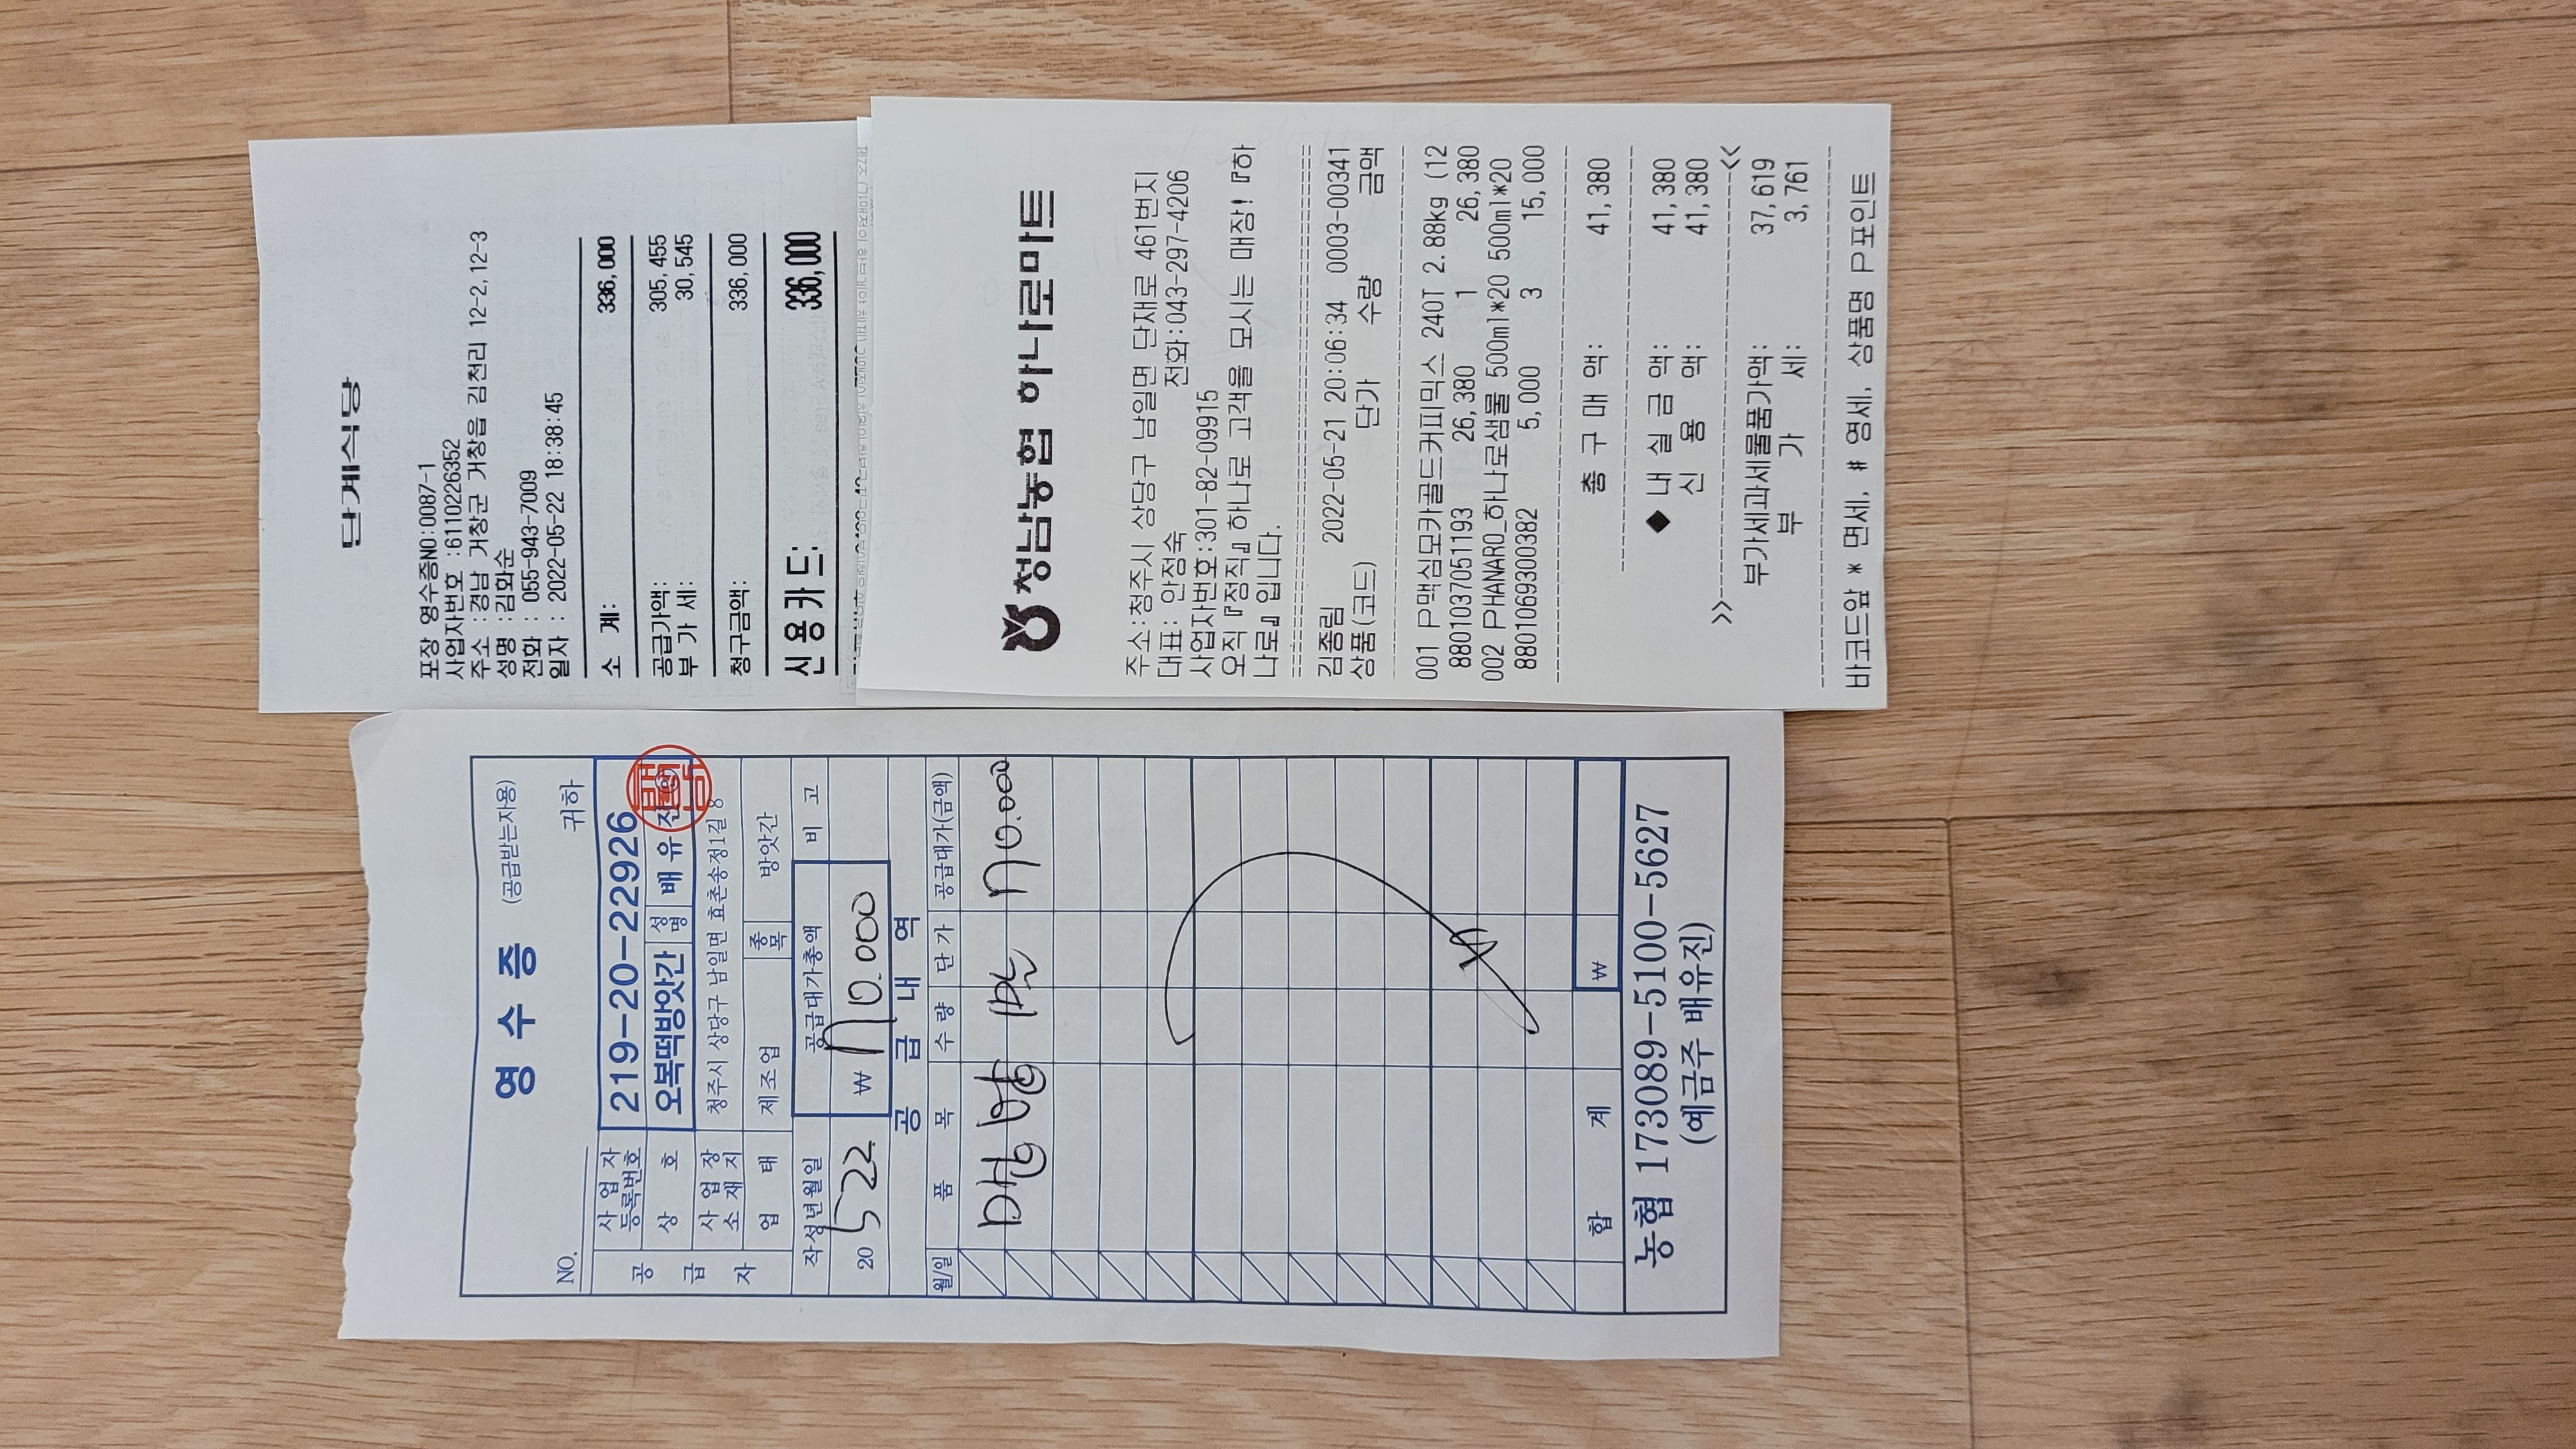 단계식당
포장 영수증NO:0087-1
사업자번호 :6110226352
주소 :경남 거창군 거창읍 김천리 12-2,12-3
성명 :김화순
전화 : 055-943-7009
일자 : 2022-05-22 18:38:45
소 계: 336,000
공급가액: 305,455
부 가 세: 30,545
청구금액: 336,000
신용카드: 336,000
청남농협 하나로마트
주소:청주시 상당구 남일면 단재로 461번지
대표: 안정숙 전화:043-297-4206
사업자번호:301-82-09915
오직 『정직』 하나로 고객을 모시는 매장! 『하
나로』 입니다.
김종림 2022-05-21 20:06:34 0003-00341
상품(코드) 단가 수량 금액
001 P맥심모카골드커피믹스 240T 2.88kg (12
8801037051193 26,380 1 26,380
002 PHANARO_하나로샘물 500ml*20 500ml*20
8801069300382 5,000 3 15,000
총 구 매 액: 41,380
◆ 내 실 금 액: 41,380
신 용 액: 41,380
>>--------------------<<
부가세과세물품가액: 37,619
부 가 세: 3,761
바코드앞 * 면세, # 영세, 상품명 P포인트
영 수 증 (공급받는자용)
NO. 귀하
공급자
사업자등록번호 219-20-22926
상 호 오복떡방앗간 성명 배유진
사업장소재지 청주시 상당구 남일면 효촌송정1길 8
업 태 제조업 종목 방앗간
작성년월일 공급대가총액 비 고
20 5 22. ₩ 110.000
공 급 내 역
월/일 품 목 수 량 단 가 공급대가(금액)
110.000
합 계 ₩
농협 173089-5100-5627
(예금주 배유진)